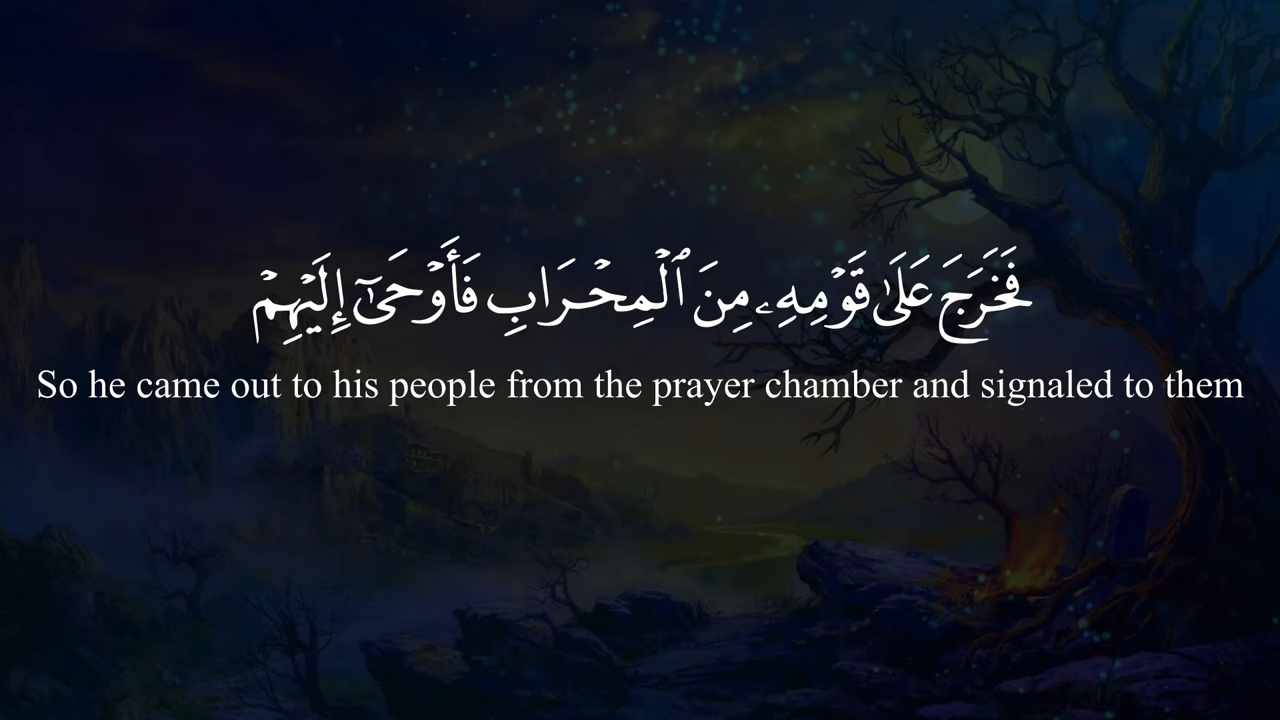 فَخَرَجَ عَلَىٰ قَوْمِهِۦ مِنَ ٱلْمِحْرَابِ فَأَوْحَىٰٓ إِلَيْهِمْ
So he came out to his people from the prayer chamber and signaled to them